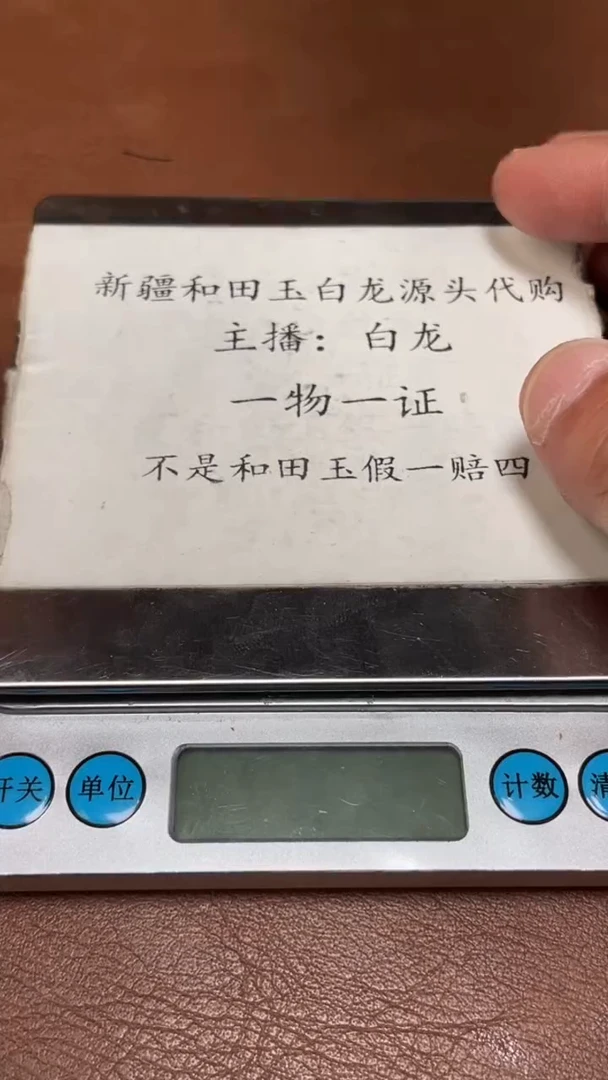 新疆和田玉白龙源头代购
主播：白龙
一物一证
不是和田玉假一赔四
开关
单位
计数
清